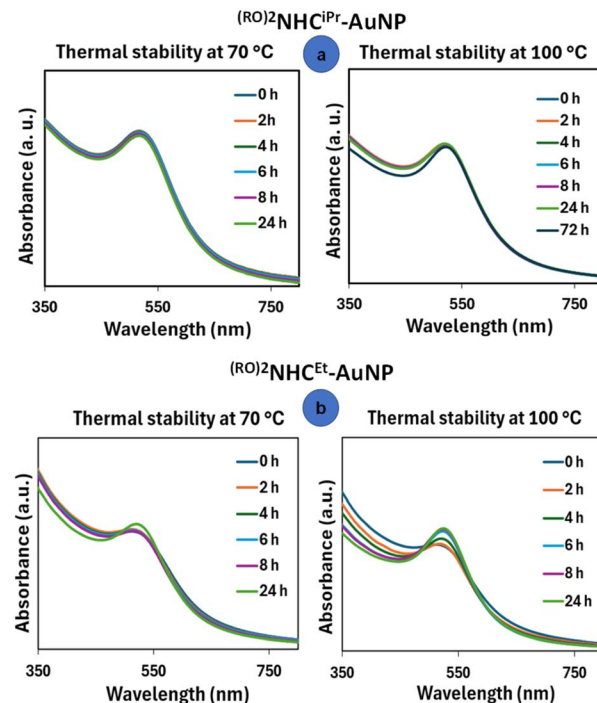 (RO)2NHCiPr-AuNP
a
Thermal stability at 70 °C
Absorbance (a. u.)
0 h
2h
4 h
6 h
8 h
24 h
350
550
750
Wavelength (nm)
Thermal stability at 100 °C
Absorbance (a. u.)
0 h
2 h
4 h
6 h
8 h
24 h
72 h
350
550
750
Wavelength (nm)
(RO)2NHCEt-AuNP
b
Thermal stability at 70 °C
Absorbance (a.u.)
0 h
2 h
4 h
6 h
8 h
24 h
350
550
750
Wavelength (nm)
Thermal stability at 100 °C
Absorbance (a.u.)
0 h
2 h
4 h
6 h
8 h
24 h
350
550
750
Wavelength (nm)